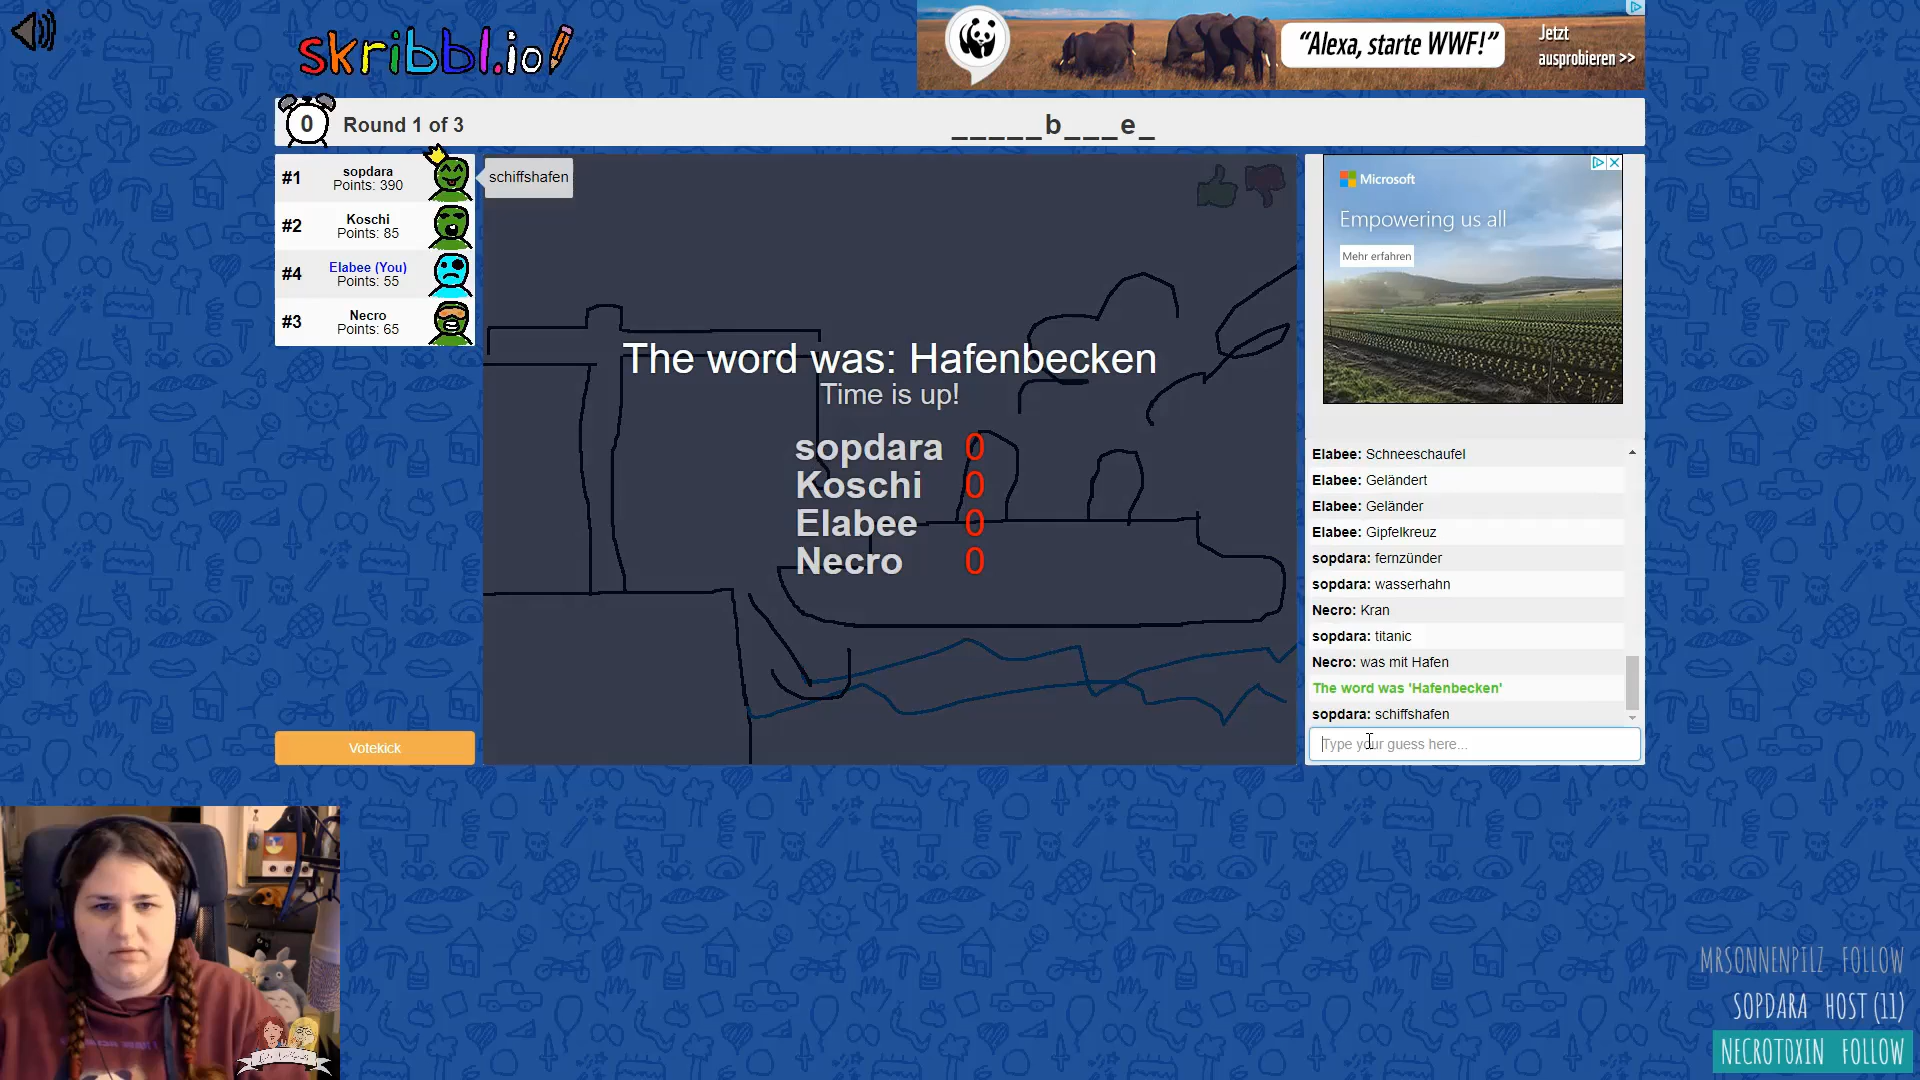 skribbl.io
"Alexa, starte WWF!"
Jetzt
ausprobieren >>
0
Round 1 of 3
_____b___e_
#1
sopdara
Points: 390
schiffshafen
#2
Koschi
Points: 85
#4
Elabee (You)
Points: 55
#3
Necro
Points: 65
The word was: Hafenbecken
Time is up!
sopdara 0
Koschi 0
Elabee 0
Necro 0
Microsoft
Empowering us all
Mehr erfahren
Elabee: Schneeschaufel
Elabee: Geländert
Elabee: Geländer
Elabee: Gipfelkreuz
sopdara: fernzünder
sopdara: wasserhahn
Necro: Kran
sopdara: titanic
Necro: was mit Hafen
The word was 'Hafenbecken'
sopdara: schiffshafen
Type your guess here...
Votekick
MRSONNENPILZ FOLLOW
SOPDARA HOST (11)
NECROTOXIN FOLLOW